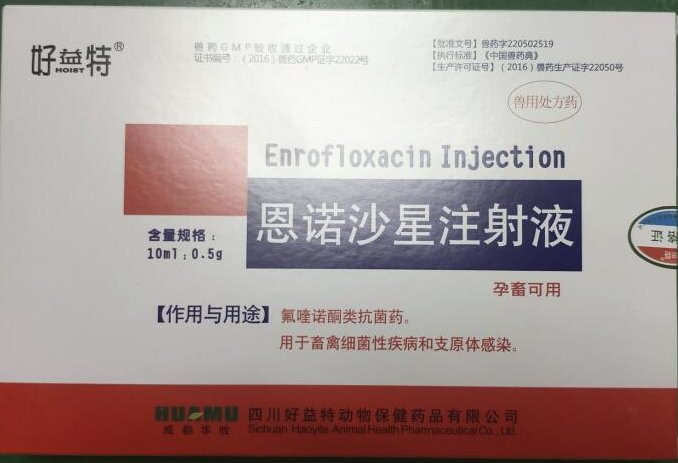 好益特®
HOIST
兽药GMP验收通过企业
证书编号：（2016）兽药GMP证字22022号
【批准文号】兽药字220502519
【执行标准】《中国兽药典》
【生产许可证号】（2016）兽药生产证字22050号
兽用处方药
Enrofloxacin Injection
恩诺沙星注射液
含量规格：
10ml：0.5g
孕畜可用
【作用与用途】氟喹诺酮类抗菌药。
用于畜禽细菌性疾病和支原体感染。
格证
HUAMU
成都华牧
四川好益特动物保健药品有限公司
Sichuan Haoyite Animal Health Pharmaceutical Co., Ltd.